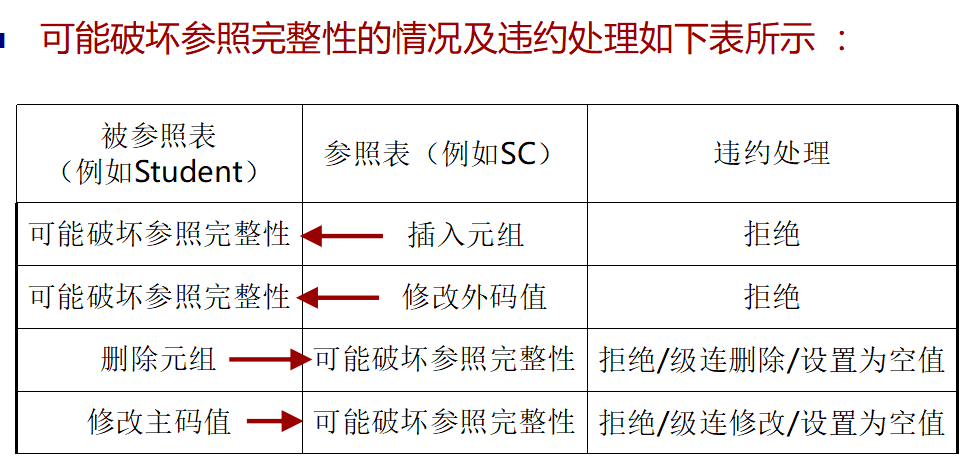 可能破坏参照完整性的情况及违约处理如下表所示 ：
被参照表
（例如Student）
参照表（例如SC）
违约处理
可能破坏参照完整性
插入元组
拒绝
可能破坏参照完整性
修改外码值
拒绝
删除元组
可能破坏参照完整性
拒绝/级连删除/设置为空值
修改主码值
可能破坏参照完整性
拒绝/级连修改/设置为空值